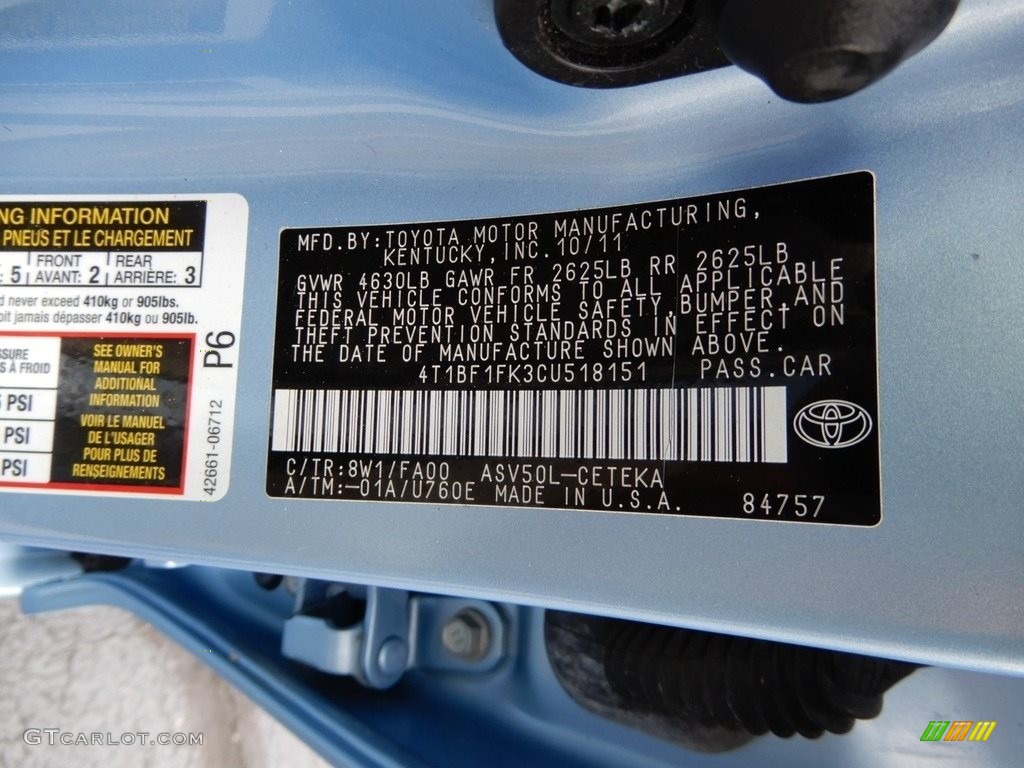 NG INFORMATION
PNEUS ET LE CHARGEMENT
5 FRONT AVANT: 2 REAR ARRIÈRE: 3
never exceed 410kg or 905lbs.
jamais dépasser 410kg ou 905lb.
À FROID
PSI
PSI
PSI
SEE OWNER'S
MANUAL FOR
ADDITIONAL
INFORMATION
VOIR LE MANUEL
DE L'USAGER
POUR PLUS DE
RENSEIGNEMENTS
P6
42661-06712
MFD.BY: TOYOTA MOTOR MANUFACTURING,
KENTUCKY, INC. 10/11
GVWR 4630LB GAWR FR 2625LB RR 2625LB
THIS VEHICLE CONFORMS TO ALL APPLICABLE
FEDERAL MOTOR VEHICLE SAFETY, BUMPER, AND
THEFT PREVENTION STANDARDS IN EFFECT ON
THE DATE OF MANUFACTURE SHOWN ABOVE.
4T1BF1FK3CU518151 PASS.CAR
C/TR:8W1/FA00 ASV50L-CETEKA
A/TM:-01A/U760E MADE IN U.S.A. 84757
GTCARLOT.COM